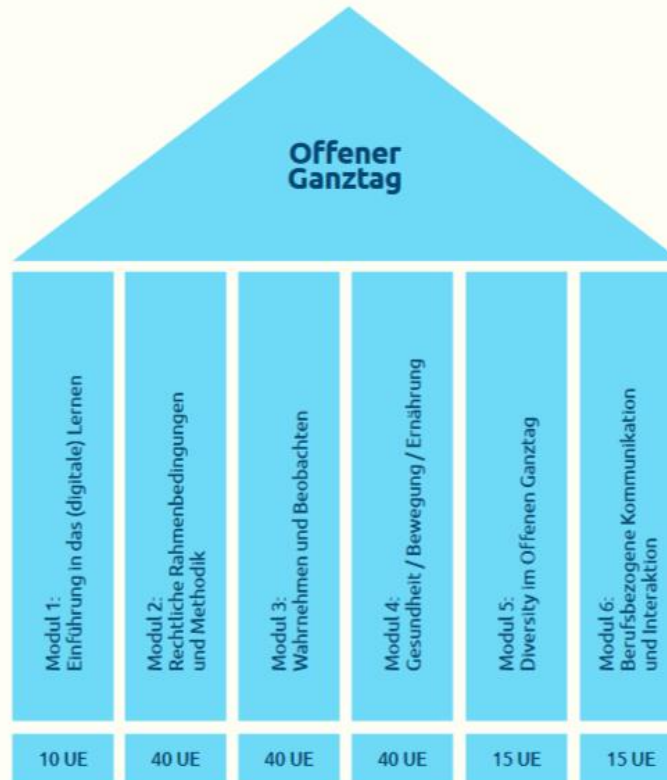 Offener
Ganztag
Modul 1:
Einführung in das (digitale) Lernen
Modul 2:
Rechtliche Rahmenbedingungen
und Methodik
Modul 3:
Wahrnehmen und Beobachten
Modul 4:
Gesundheit / Bewegung / Ernährung
Modul 5:
Diversity im Offenen Ganztag
Modul 6:
Berufsbezogene Kommunikation
und Interaktion
10 UE
40 UE
40 UE
40 UE
15 UE
15 UE